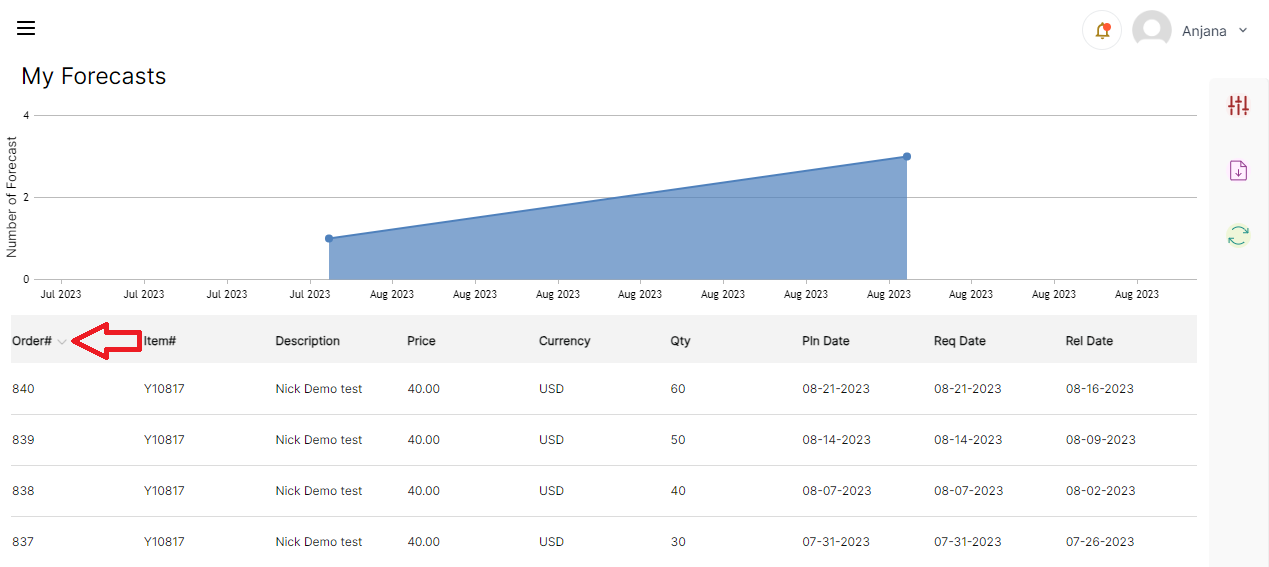 Anjana
My Forecasts
Number of Forecast
4
2
0
Jul 2023 Jul 2023 Jul 2023 Jul 2023 Aug 2023 Aug 2023 Aug 2023 Aug 2023 Aug 2023 Aug 2023 Aug 2023 Aug 2023 Aug 2023 Aug 2023
Order# Item# Description Price Currency Qty Pln Date Req Date Rel Date
840 Y10817 Nick Demo test 40.00 USD 60 08-21-2023 08-21-2023 08-16-2023
839 Y10817 Nick Demo test 40.00 USD 50 08-14-2023 08-14-2023 08-09-2023
838 Y10817 Nick Demo test 40.00 USD 40 08-07-2023 08-07-2023 08-02-2023
837 Y10817 Nick Demo test 40.00 USD 30 07-31-2023 07-31-2023 07-26-2023